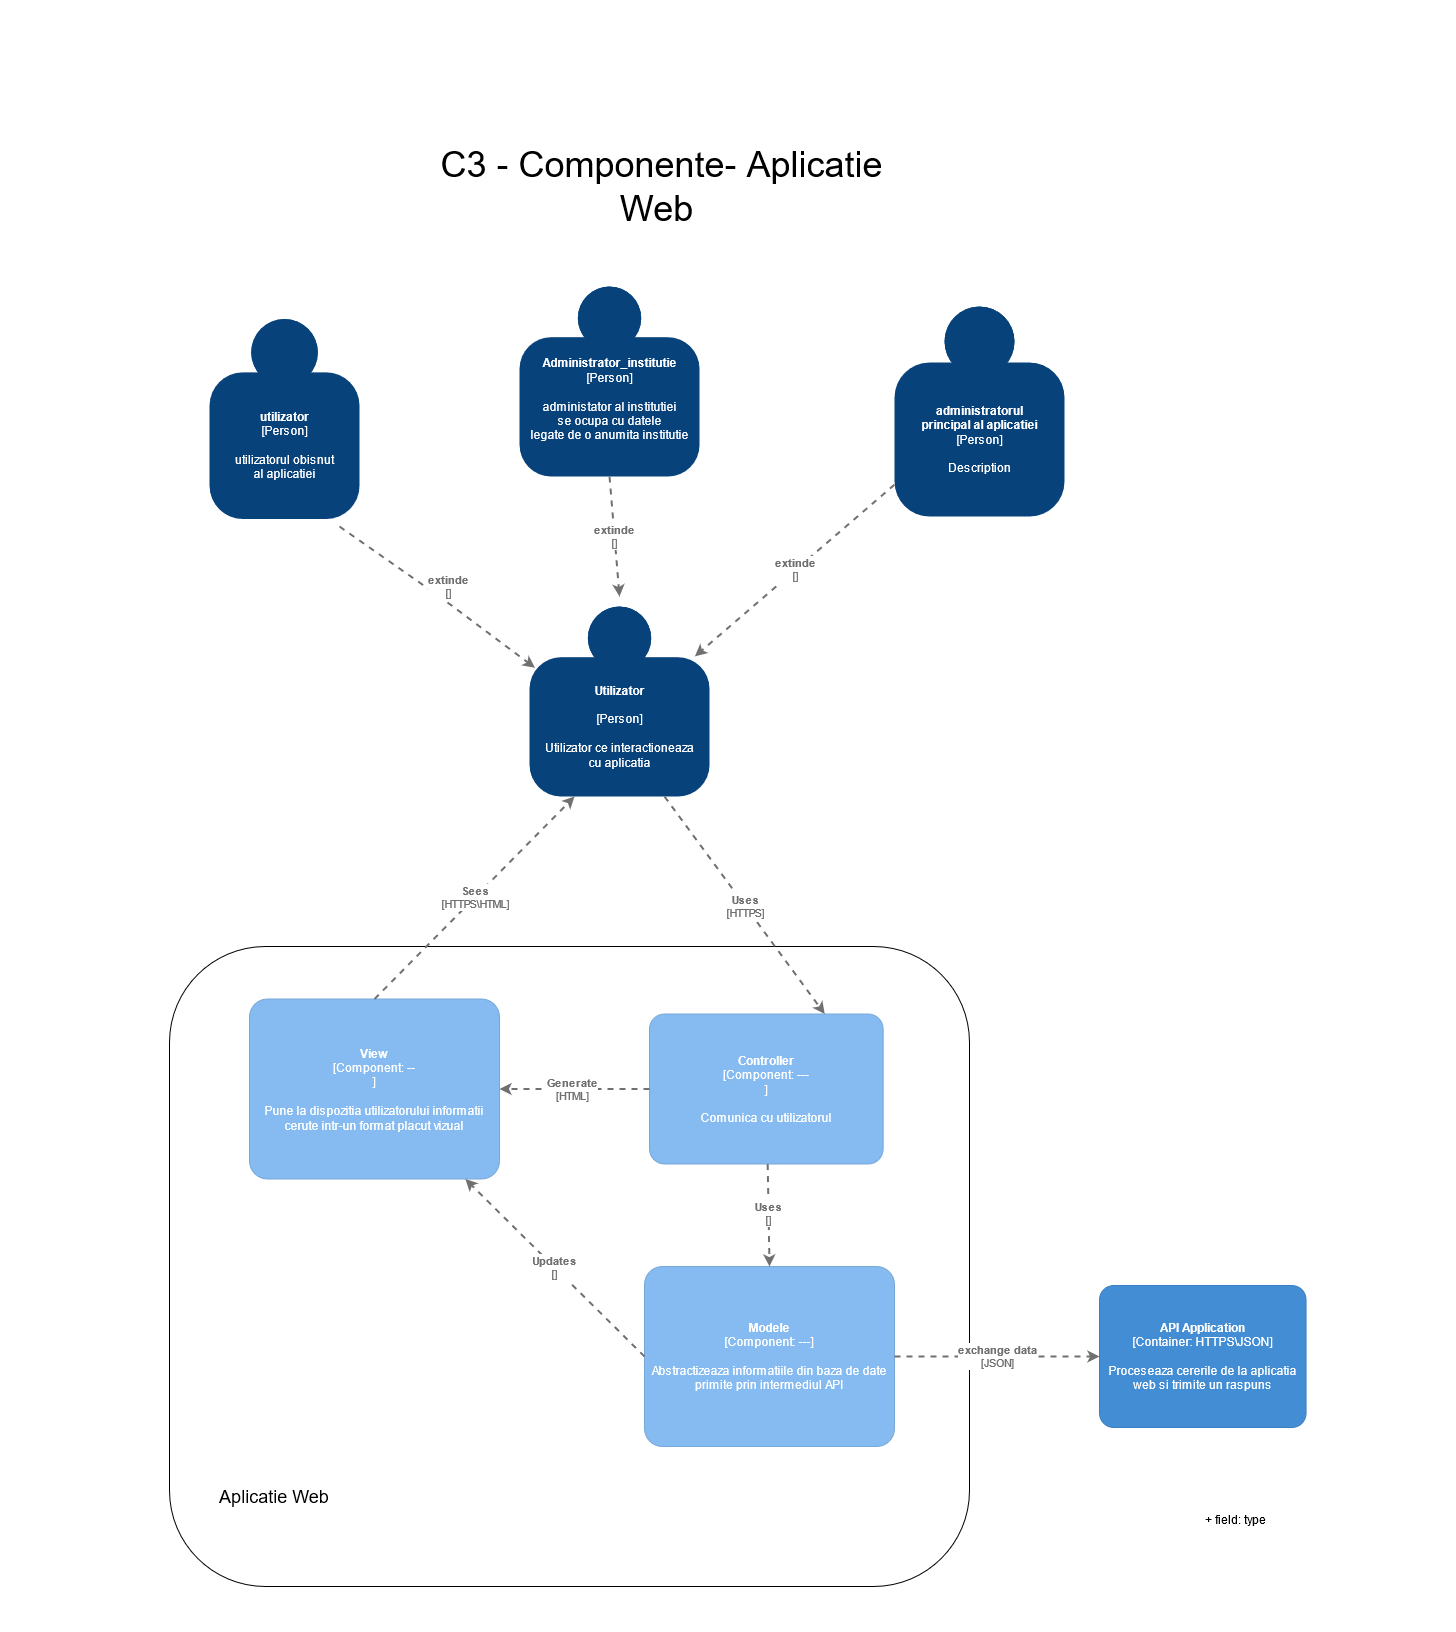 C3 - Componente- Aplicatie
Web
utilizator
[Person]
utilizatorul obisnut
al aplicatiei
Administrator_institutie
[Person]
administator al institutiei
se ocupa cu datele
legate de o anumita institutie
administratorul
principal al aplicatiei
[Person]
Description
extinde
[]
extinde
[]
extinde
[]
Utilizator
[Person]
Utilizator ce interactioneaza
cu aplicatia
Sees
[HTTPS\HTML]
Uses
[HTTPS]
View
[Component: --
]
Pune la dispozitia utilizatorului informatii
cerute intr-un format placut vizual
Generate
[HTML]
Controller
[Component: ---
]
Comunica cu utilizatorul
Uses
[]
Updates
[]
Modele
[Component: ---]
Abstractizeaza informatiile din baza de date
primite prin intermediul API
exchange data
[JSON]
API Application
[Container: HTTPS\JSON]
Proceseaza cererile de la aplicatia
web si trimite un raspuns
Aplicatie Web
+ field: type